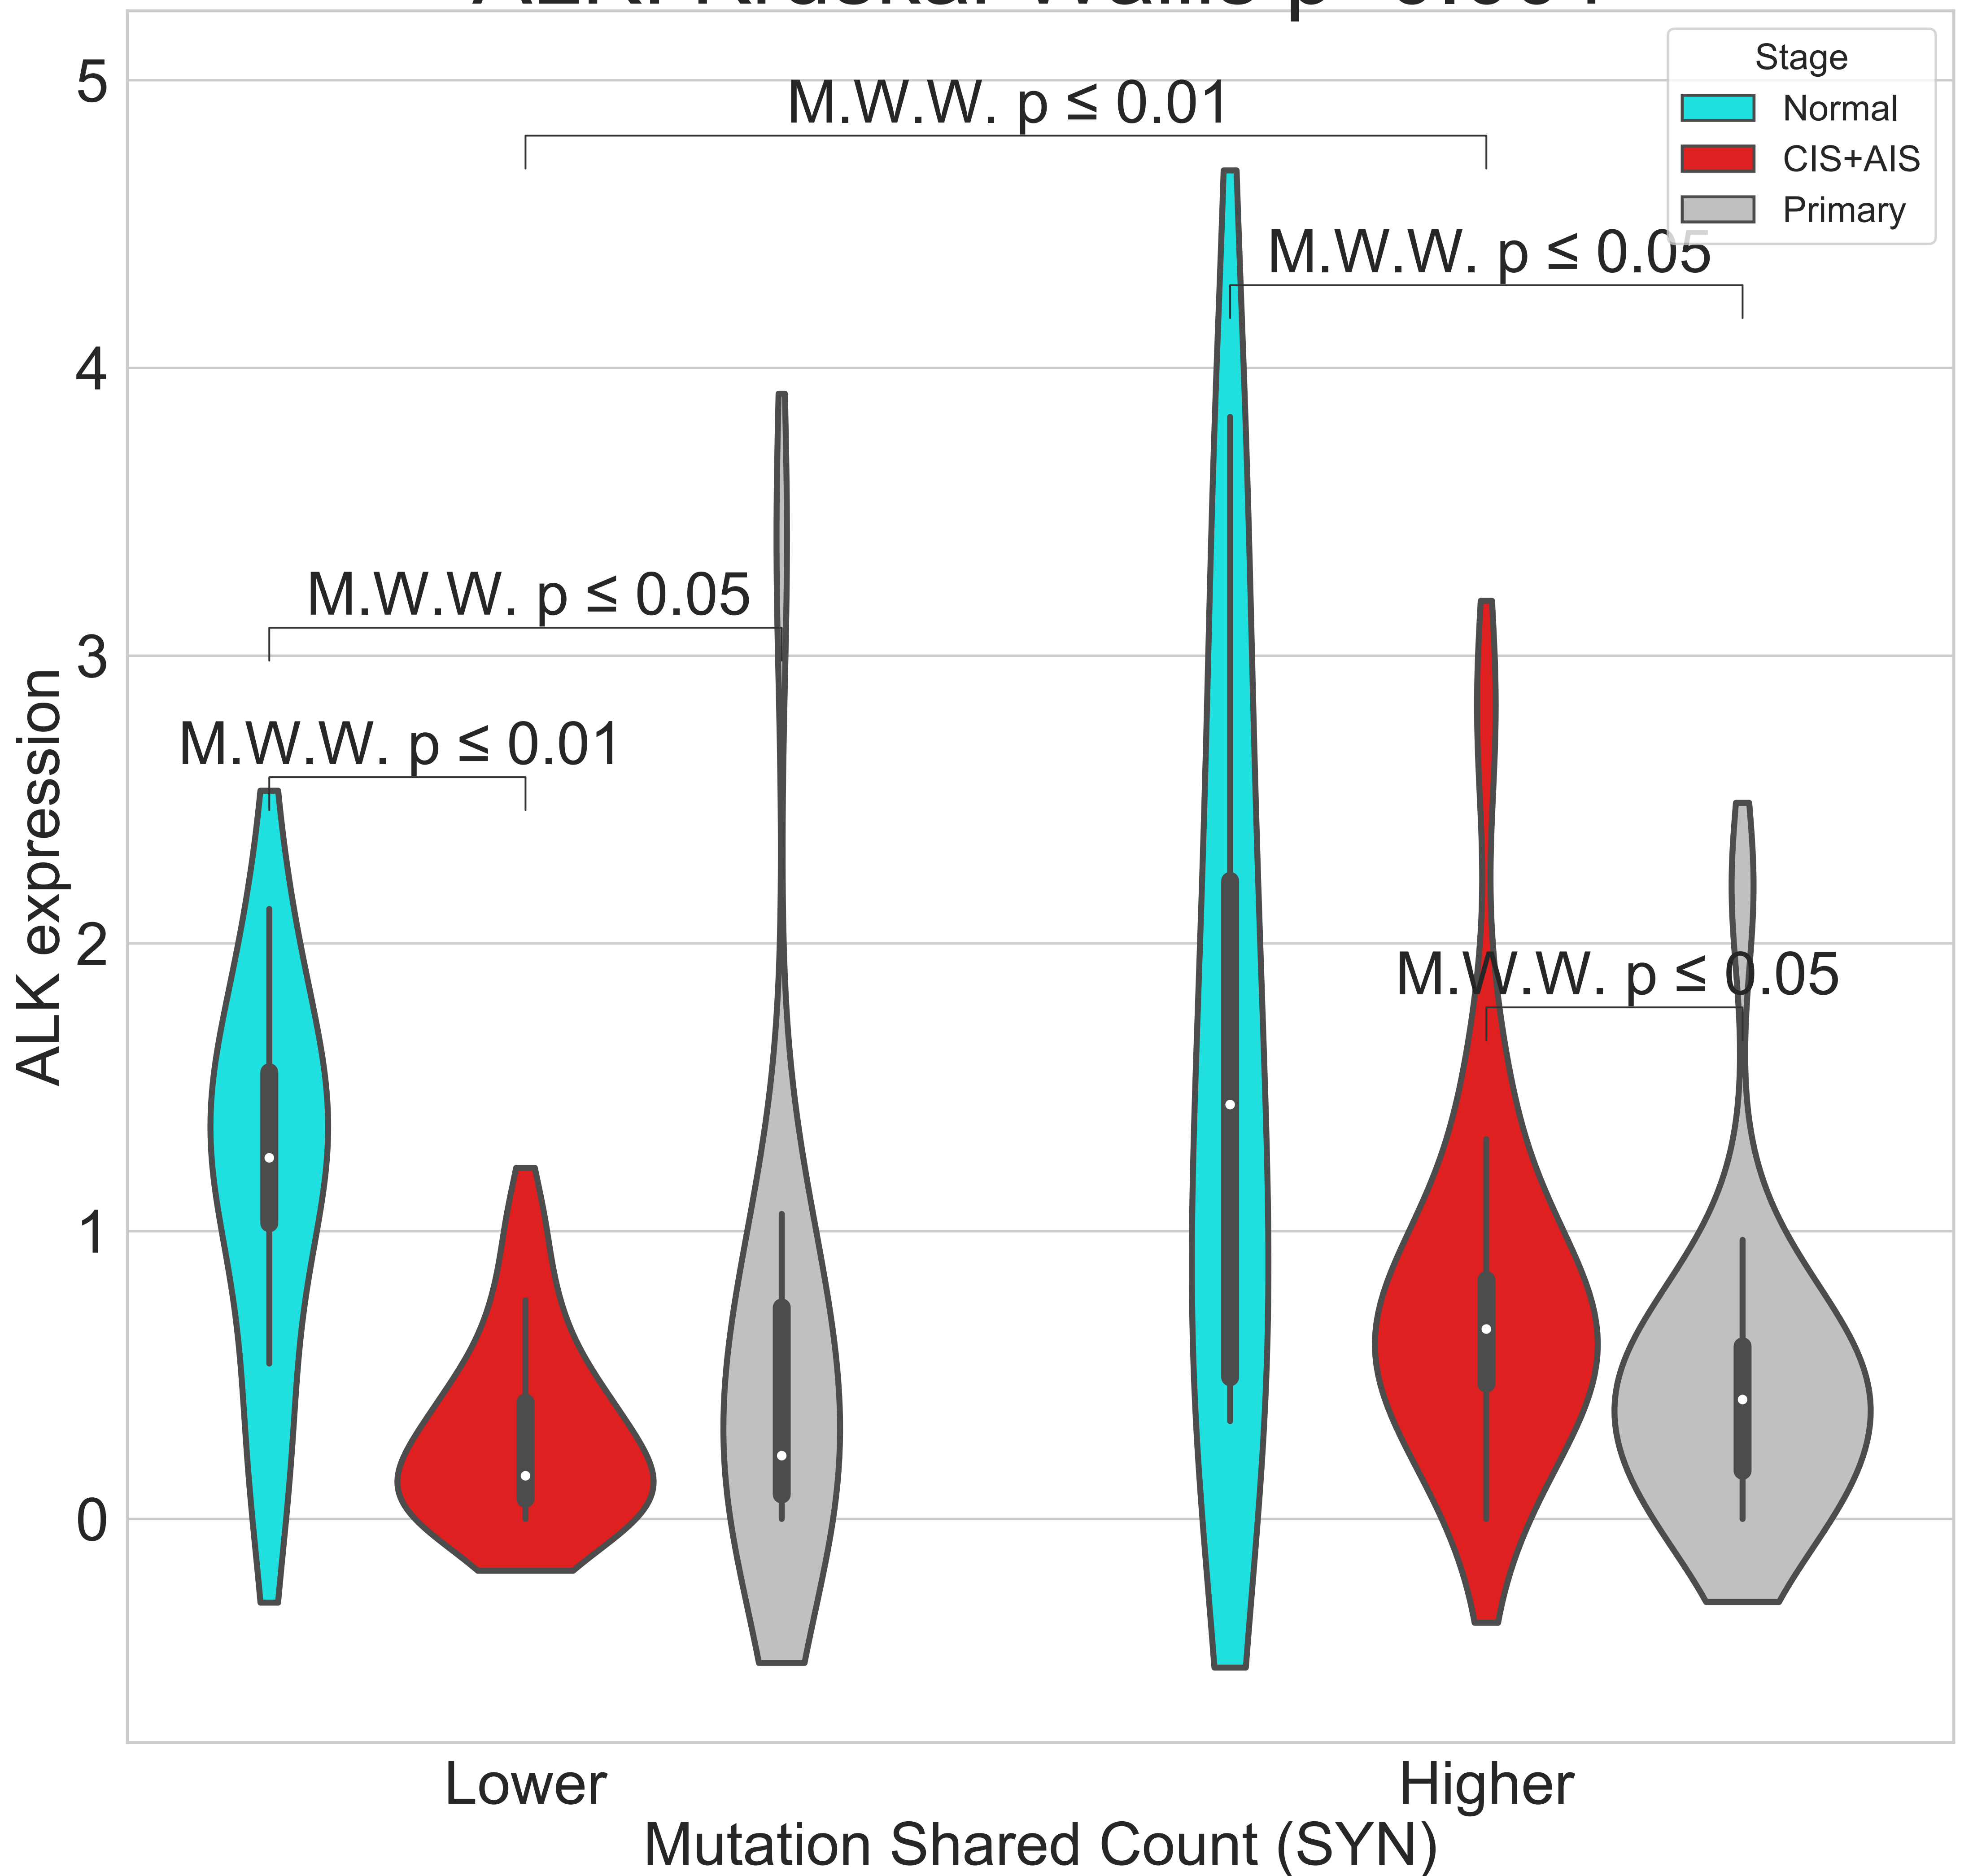 5
4
3
2
1
0
ALK expression
M.W.W. p ≤ 0.01
M.W.W. p ≤ 0.05
M.W.W. p ≤ 0.05
M.W.W. p ≤ 0.01
M.W.W. p ≤ 0.05
Stage
Normal
CIS+AIS
Primary
Lower
Higher
Mutation Shared Count (SYN)